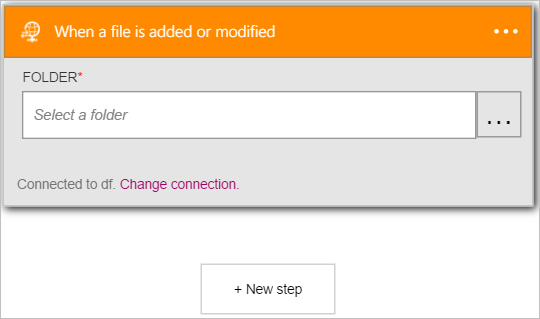 When a file is added or modified
...
FOLDER*
Select a folder
...
Connected to df. Change connection.
+ New step